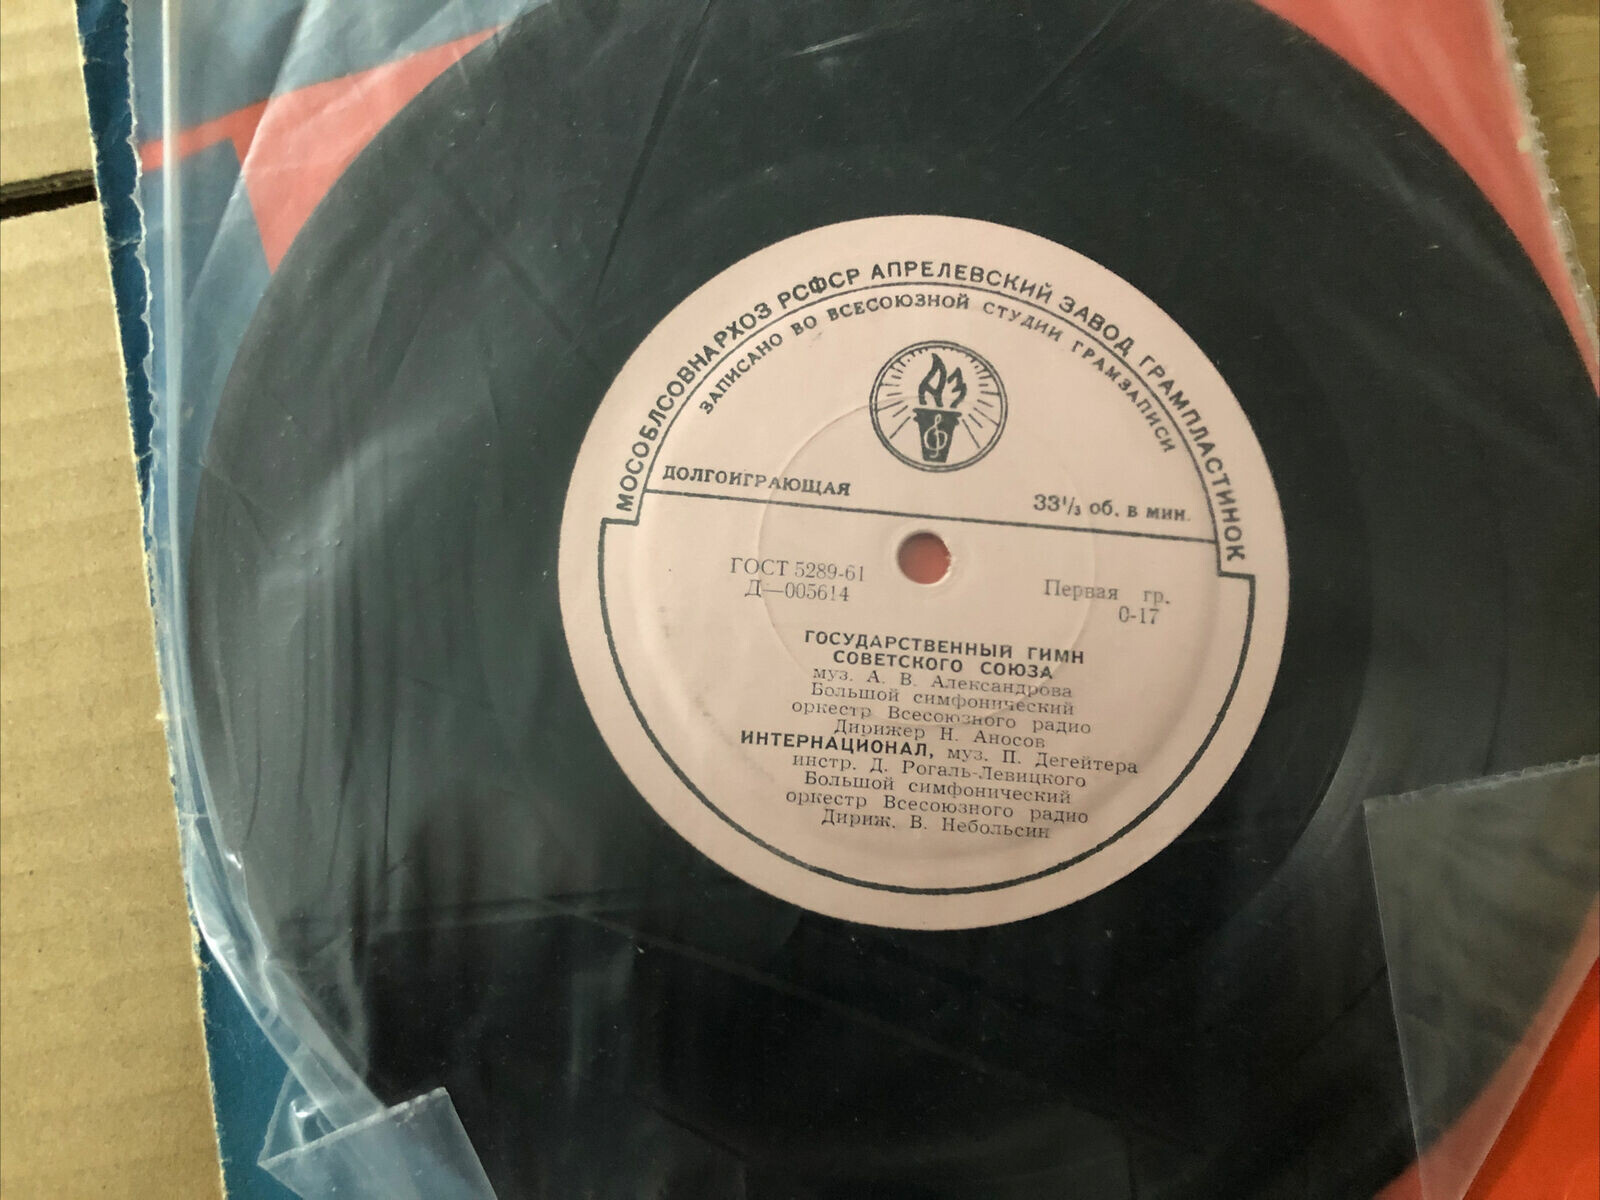 МОСОБЛСОВНАРХОЗ РСФСР АПРЕЛЕВСКИЙ ЗАВОД ГРАМПЛАСТИНОК
ЗАПИСАНО ВО ВСЕСОЮЗНОЙ СТУДИИ ГРАМЗАПИСИ
АЗ
ДОЛГОИГРАЮЩАЯ
33⅓ об. в мин.
ГОСТ 5289-61
Д—005614
Первая гр.
0-17
ГОСУДАРСТВЕННЫЙ ГИМН
СОВЕТСКОГО СОЮЗА
муз. А. В. Александрова
Большой симфонический
оркестр Всесоюзного радио
Дирижер Н. Аносов
ИНТЕРНАЦИОНАЛ, муз. П. Дегейтера
инстр. Д. Рогаль-Левицкого
Большой симфонический
оркестр Всесоюзного радио
Дириж. В. Небольсин